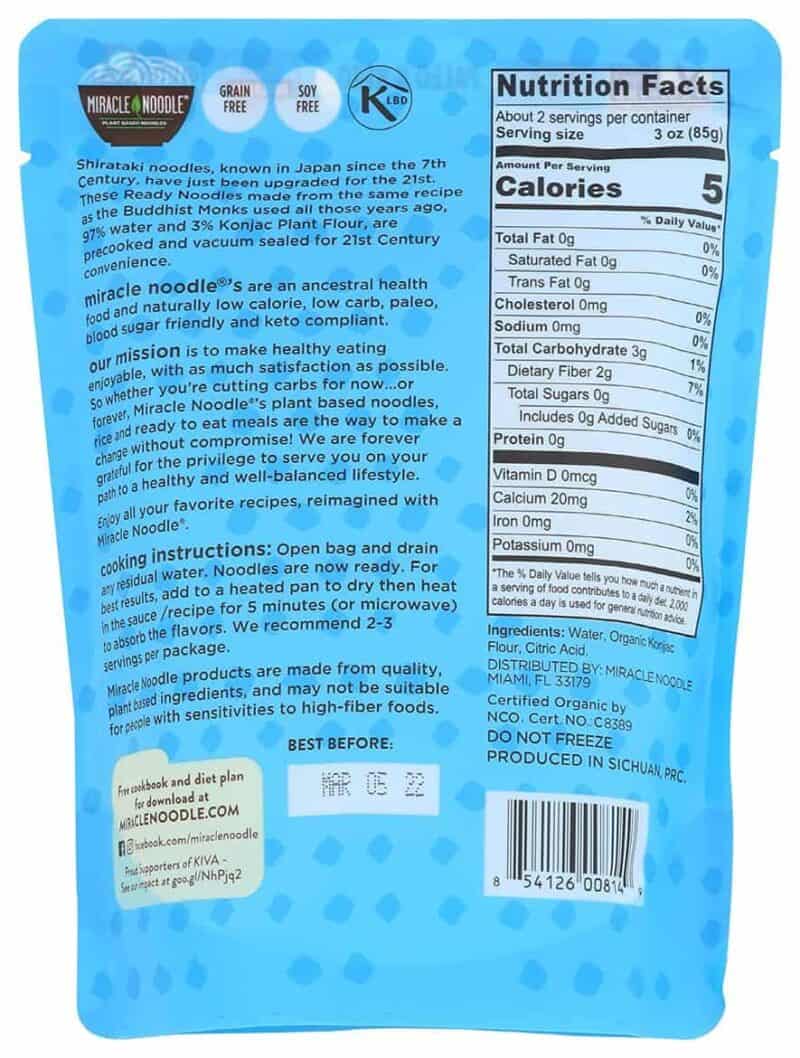 MIRACLE NOODLE™
PLANT BASED NOODLES
GRAIN
FREE
SOY
FREE
K LBD
Shirataki noodles, known in Japan since the 7th
Century, have just been upgraded for the 21st.
These Ready Noodles made from the same recipe
as the Buddhist Monks used all those years ago,
97% water and 3% Konjac Plant Flour, are
precooked and vacuum sealed for 21st Century
convenience.
miracle noodle®'s are an ancestral health
food and naturally low calorie, low carb, paleo,
blood sugar friendly and keto compliant.
our mission is to make healthy eating
enjoyable, with as much satisfaction as possible.
So whether you're cutting carbs for now...or
forever, Miracle Noodle®'s plant based noodles,
rice and ready to eat meals are the way to make a
change without compromise! We are forever
grateful for the privilege to serve you on your
path to a healthy and well-balanced lifestyle.
Enjoy all your favorite recipes, reimagined with
Miracle Noodle®.
cooking instructions: Open bag and drain
any residual water. Noodles are now ready. For
best results, add to a heated pan to dry then heat
in the sauce /recipe for 5 minutes (or microwave)
to absorb the flavors. We recommend 2-3
servings per package.
Miracle Noodle products are made from quality,
plant based ingredients, and may not be suitable
for people with sensitivities to high-fiber foods.
BEST BEFORE:
MAR 05 22
Free cookbook and diet plan
for download at
MIRACLENOODLE.COM
facebook.com/miraclenoodle
Proud Supporters of KIVA -
See our impact at goo.gl/NhPjq2
Nutrition Facts
About 2 servings per container
Serving size 3 oz (85g)
Amount Per Serving
Calories 5
% Daily Value*
Total Fat 0g 0%
Saturated Fat 0g 0%
Trans Fat 0g
Cholesterol 0mg 0%
Sodium 0mg 0%
Total Carbohydrate 3g 1%
Dietary Fiber 2g 7%
Total Sugars 0g
Includes 0g Added Sugars 0%
Protein 0g
Vitamin D 0mcg 0%
Calcium 20mg 2%
Iron 0mg 0%
Potassium 0mg 0%
*The % Daily Value tells you how much a nutrient in
a serving of food contributes to a daily diet. 2,000
calories a day is used for general nutrition advice.
Ingredients: Water, Organic Konjac
Flour, Citric Acid.
DISTRIBUTED BY: MIRACLE NOODLE
MIAMI, FL 33179
Certified Organic by
NCO. Cert. NO. C8389
DO NOT FREEZE
PRODUCED IN SICHUAN, PRC.
8 54126 00814 9